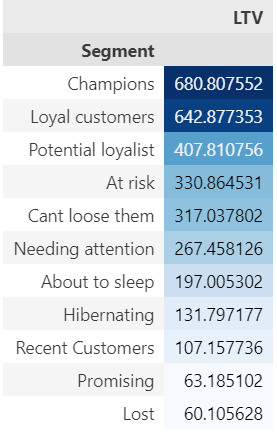 LTV
Segment
Champions 680.807552
Loyal customers 642.877353
Potential loyalist 407.810756
At risk 330.864531
Cant loose them 317.037802
Needing attention 267.458126
About to sleep 197.005302
Hibernating 131.797177
Recent Customers 107.157736
Promising 63.185102
Lost 60.105628